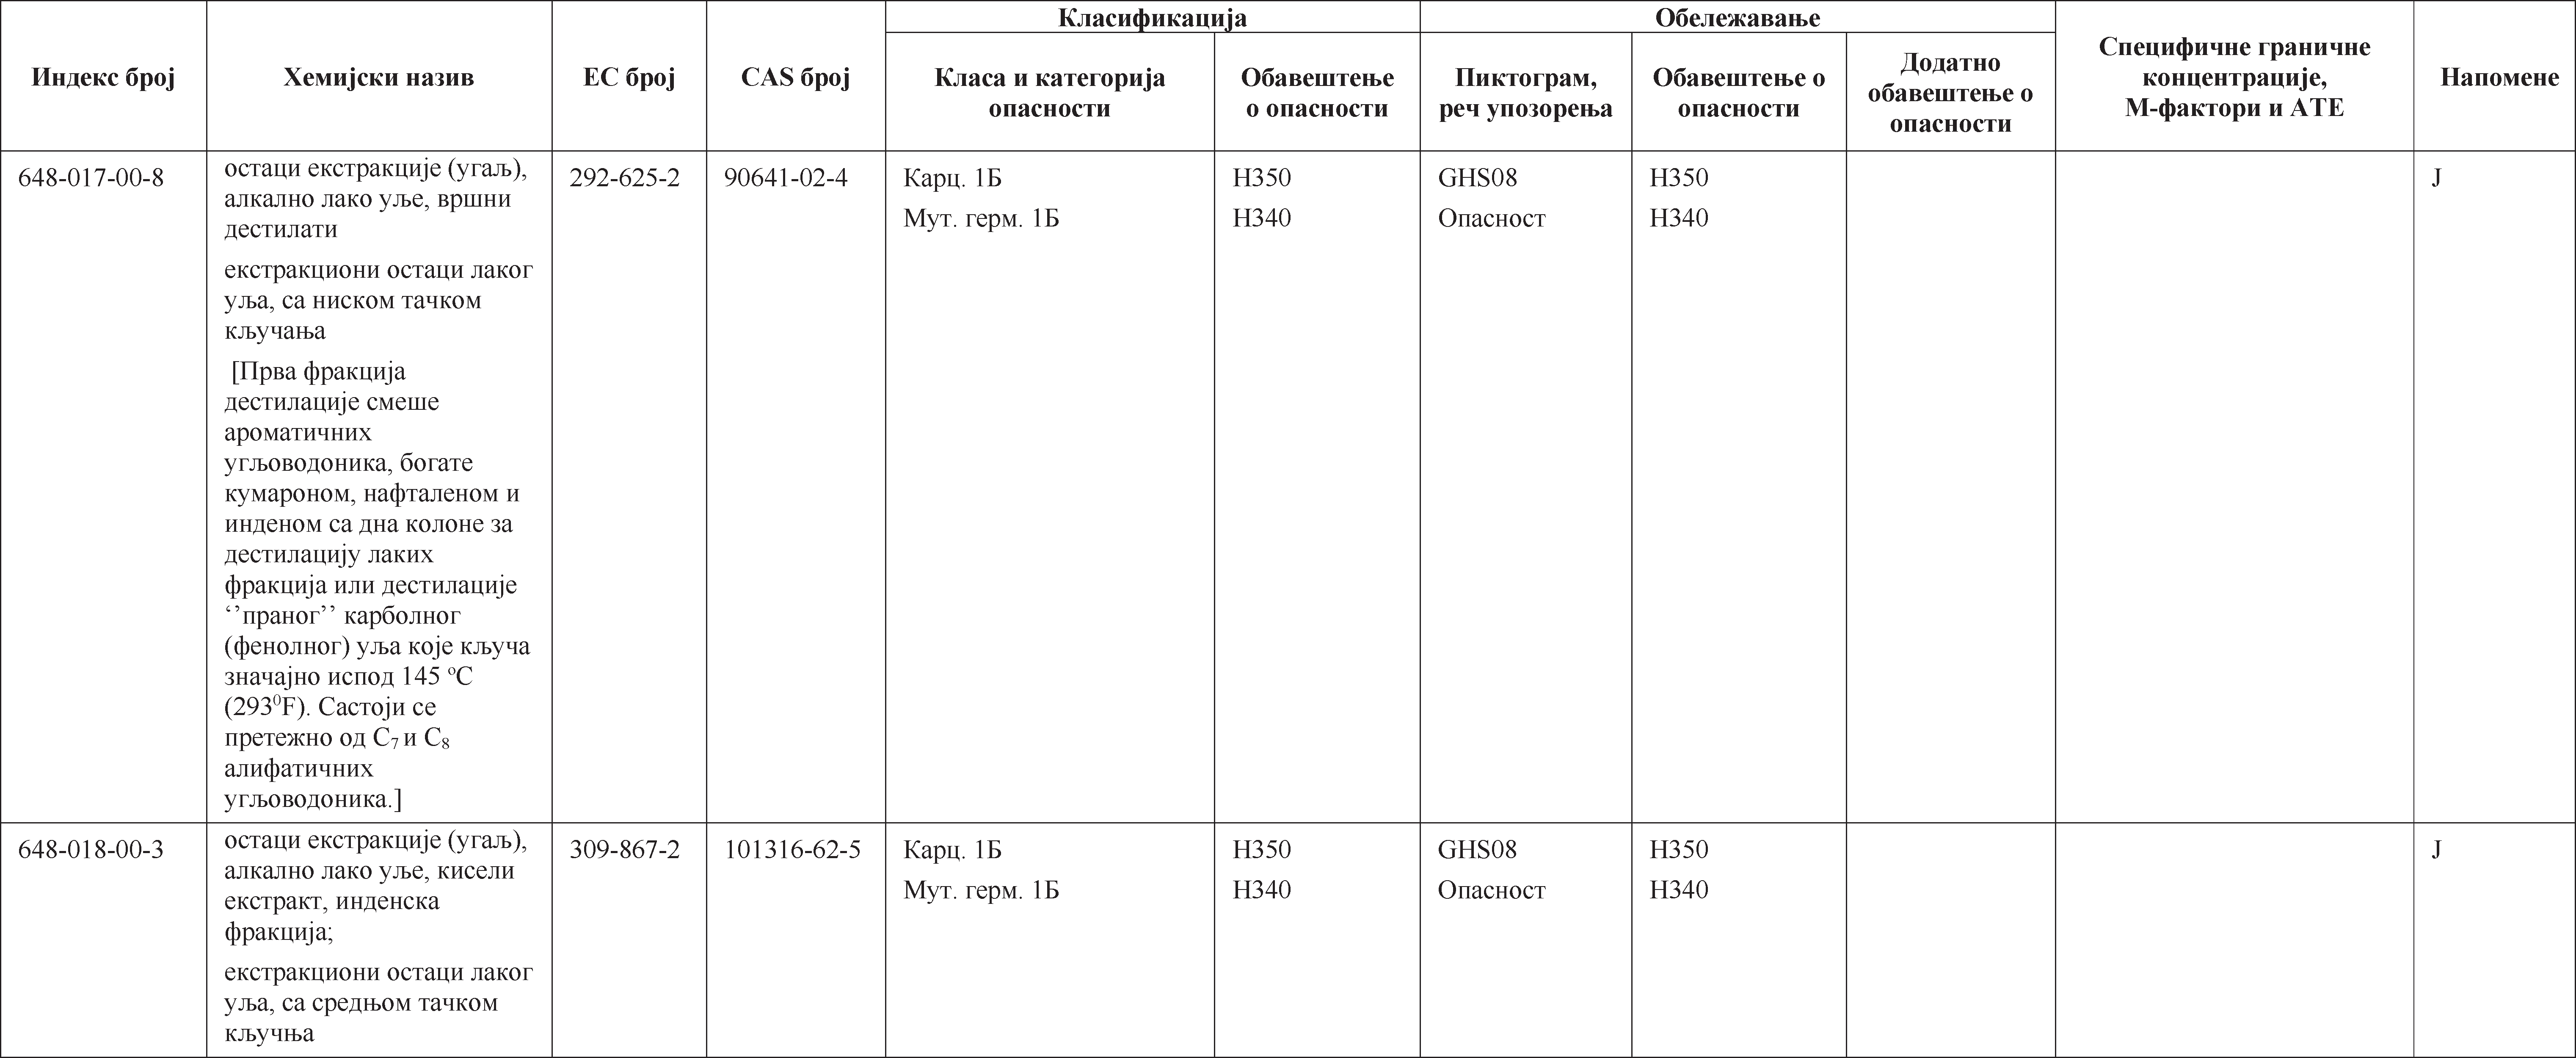 Класификација
Обележавање
Индекс број
Хемијски назив
ЕС број
CAS број
Класа и категорија
опасности
Обавештење
о опасности
Пиктограм,
реч упозорења
Обавештење о
опасности
Додатно
обавештење о
опасности
Специфичне граничне
концентрације,
М-фактори и АТЕ
Напомене
648-017-00-8
остаци екстракције (угаљ),
алкално лако уље, вршни
дестилати
екстракциони остаци лаког
уља, са ниском тачком
кључања
[Прва фракција
дестилације смеше
ароматичних
угљоводоника, богате
кумароном, нафталеном и
инденом са дна колоне за
дестилацију лаких
фракција или дестилације
‘’праног’’ карболног
(фенолног) уља које кључа
значајно испод 145 ºC
(293⁰F). Састоји се
претежно од C₇ и C₈
алифатичних
угљоводоника.]
292-625-2
90641-02-4
Карц. 1Б
Мут. герм. 1Б
H350
H340
GHS08
Опасност
H350
H340
J
648-018-00-3
остаци екстракције (угаљ),
алкално лако уље, кисели
екстракт, инденска
фракција;
екстракциони остаци лаког
уља, са средњом тачком
кључња
309-867-2
101316-62-5
Карц. 1Б
Мут. герм. 1Б
H350
H340
GHS08
Опасност
H350
H340
J